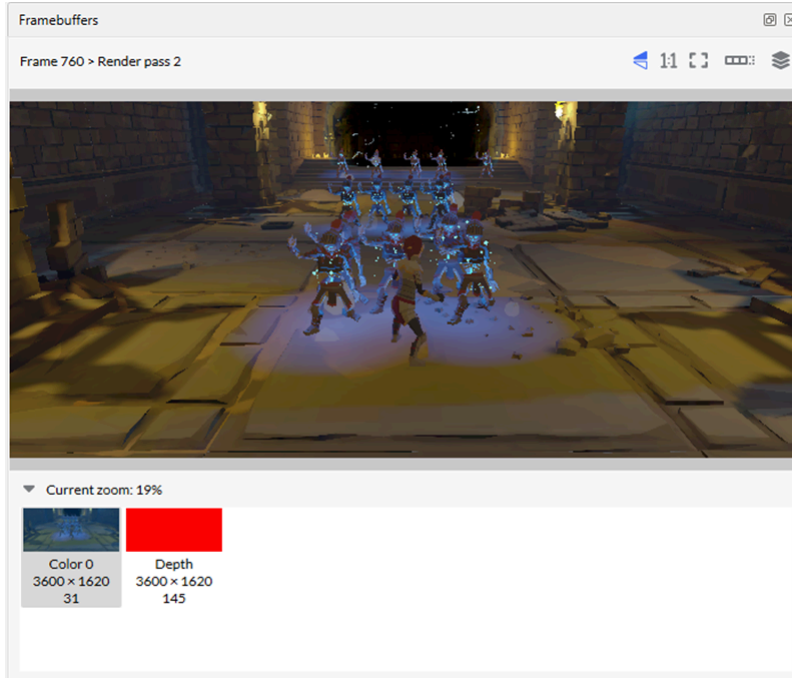 Framebuffers
Frame 760 > Render pass 2
1:1
Current zoom: 19%
Color 0
3600 × 1620
31
Depth
3600 × 1620
145